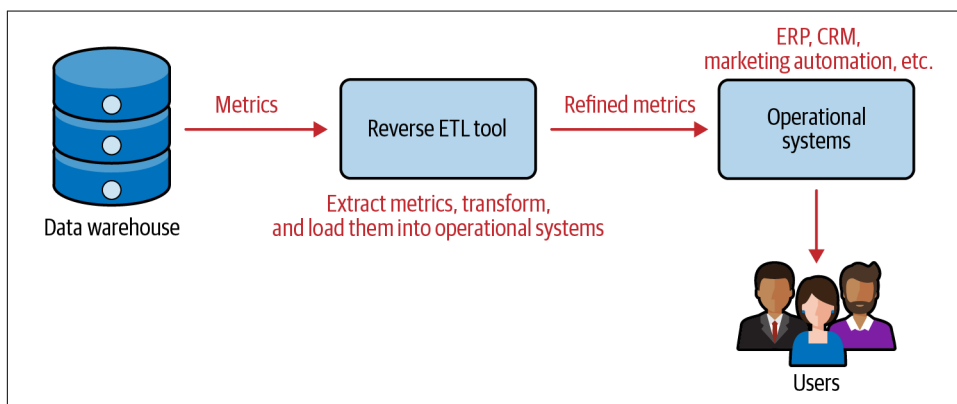 ERP, CRM,
marketing automation, etc.
Metrics
Reverse ETL tool
Refined metrics
Operational
systems
Extract metrics, transform,
and load them into operational systems
Data warehouse
Users